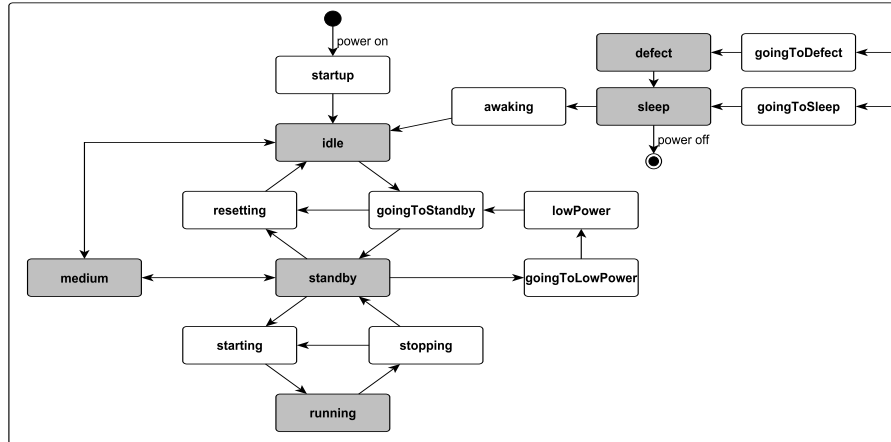 power on
startup
defect
goingToDefect
awaking
sleep
goingToSleep
idle
power off
resetting
goingToStandby
lowPower
medium
standby
goingToLowPower
starting
stopping
running